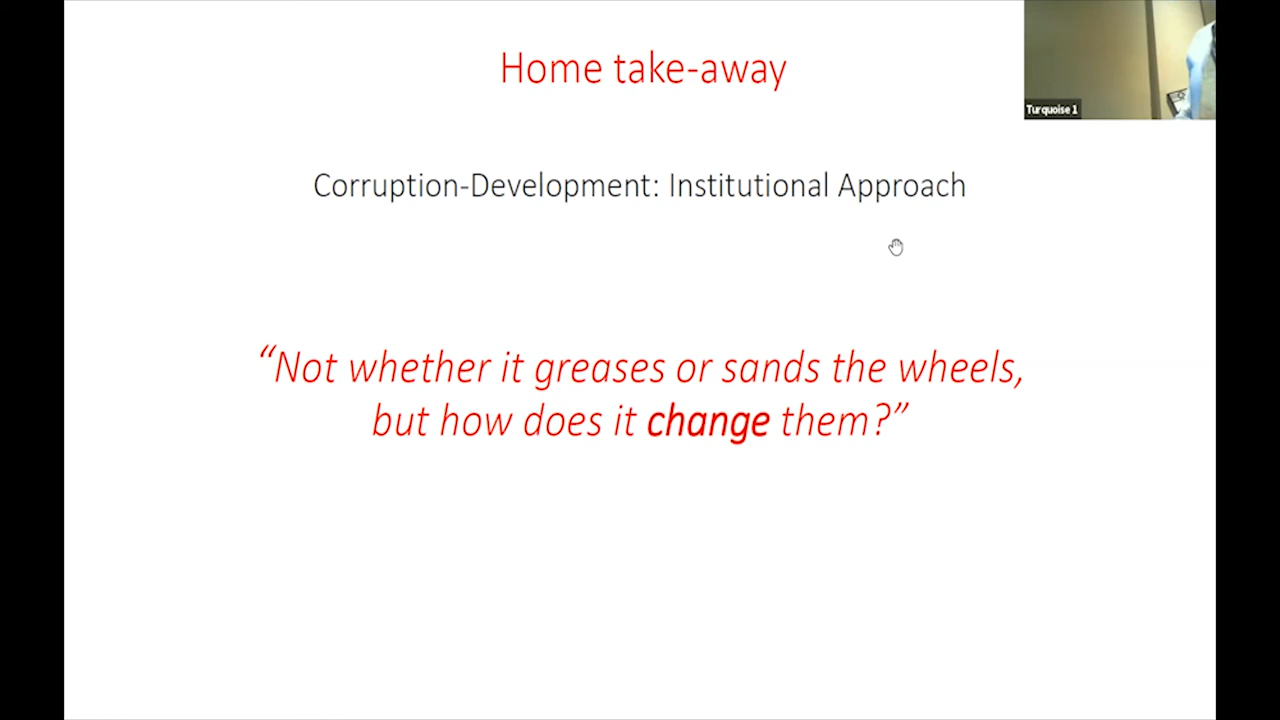 Home take-away
Turquoise 1
Corruption-Development: Institutional Approach
“Not whether it greases or sands the wheels,
but how does it change them?”